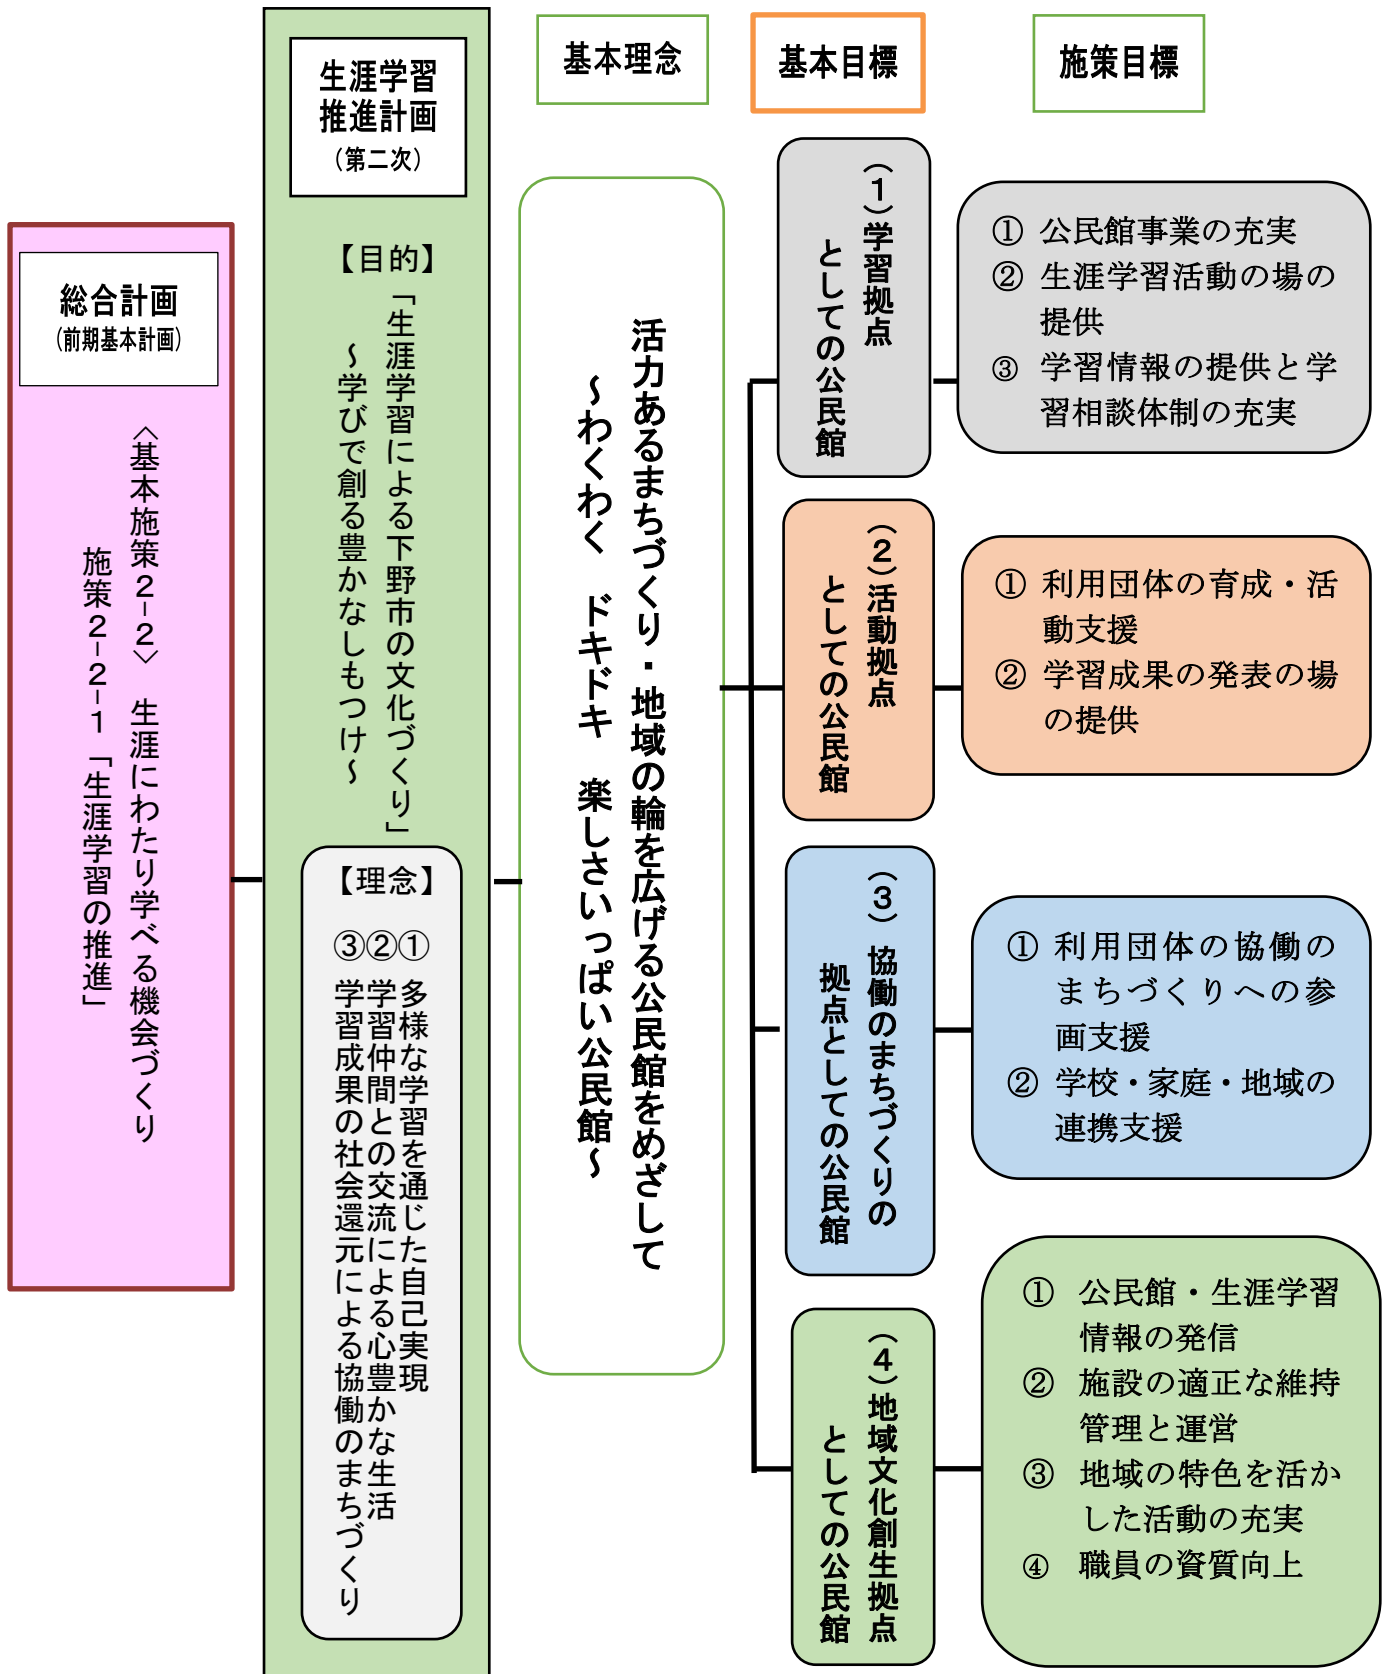 総合計画
（前期基本計画）
〈基本施策２-２〉　生涯にわたり学べる機会づくり
施策２-２-１「生涯学習の推進」
生涯学習
推進計画
（第二次）
【目的】
「生涯学習による下野市の文化づくり」
～学びで創る豊かなしもつけ～
【理念】
①　多様な学習を通じた自己実現
②　学習仲間との交流による心豊かな生活
③　学習成果の社会還元による協働のまちづくり
基本理念
活力あるまちづくり・地域の輪を広げる公民館をめざして
～わくわく　ドキドキ　楽しさいっぱい公民館～
基本目標
施策目標
（１）学習拠点
としての公民館
①　公民館事業の充実
②　生涯学習活動の場の
提供
③　学習情報の提供と学
習相談体制の充実
（２）活動拠点
としての公民館
①　利用団体の育成・活
動支援
②　学習成果の発表の場
の提供
（３）協働のまちづくりの
拠点としての公民館
①　利用団体の協働の
まちづくりへの参
画支援
②　学校・家庭・地域の
連携支援
（４）地域文化創生拠点
としての公民館
①　公民館・生涯学習
情報の発信
②　施設の適正な維持
管理と運営
③　地域の特色を活か
した活動の充実
④　職員の資質向上